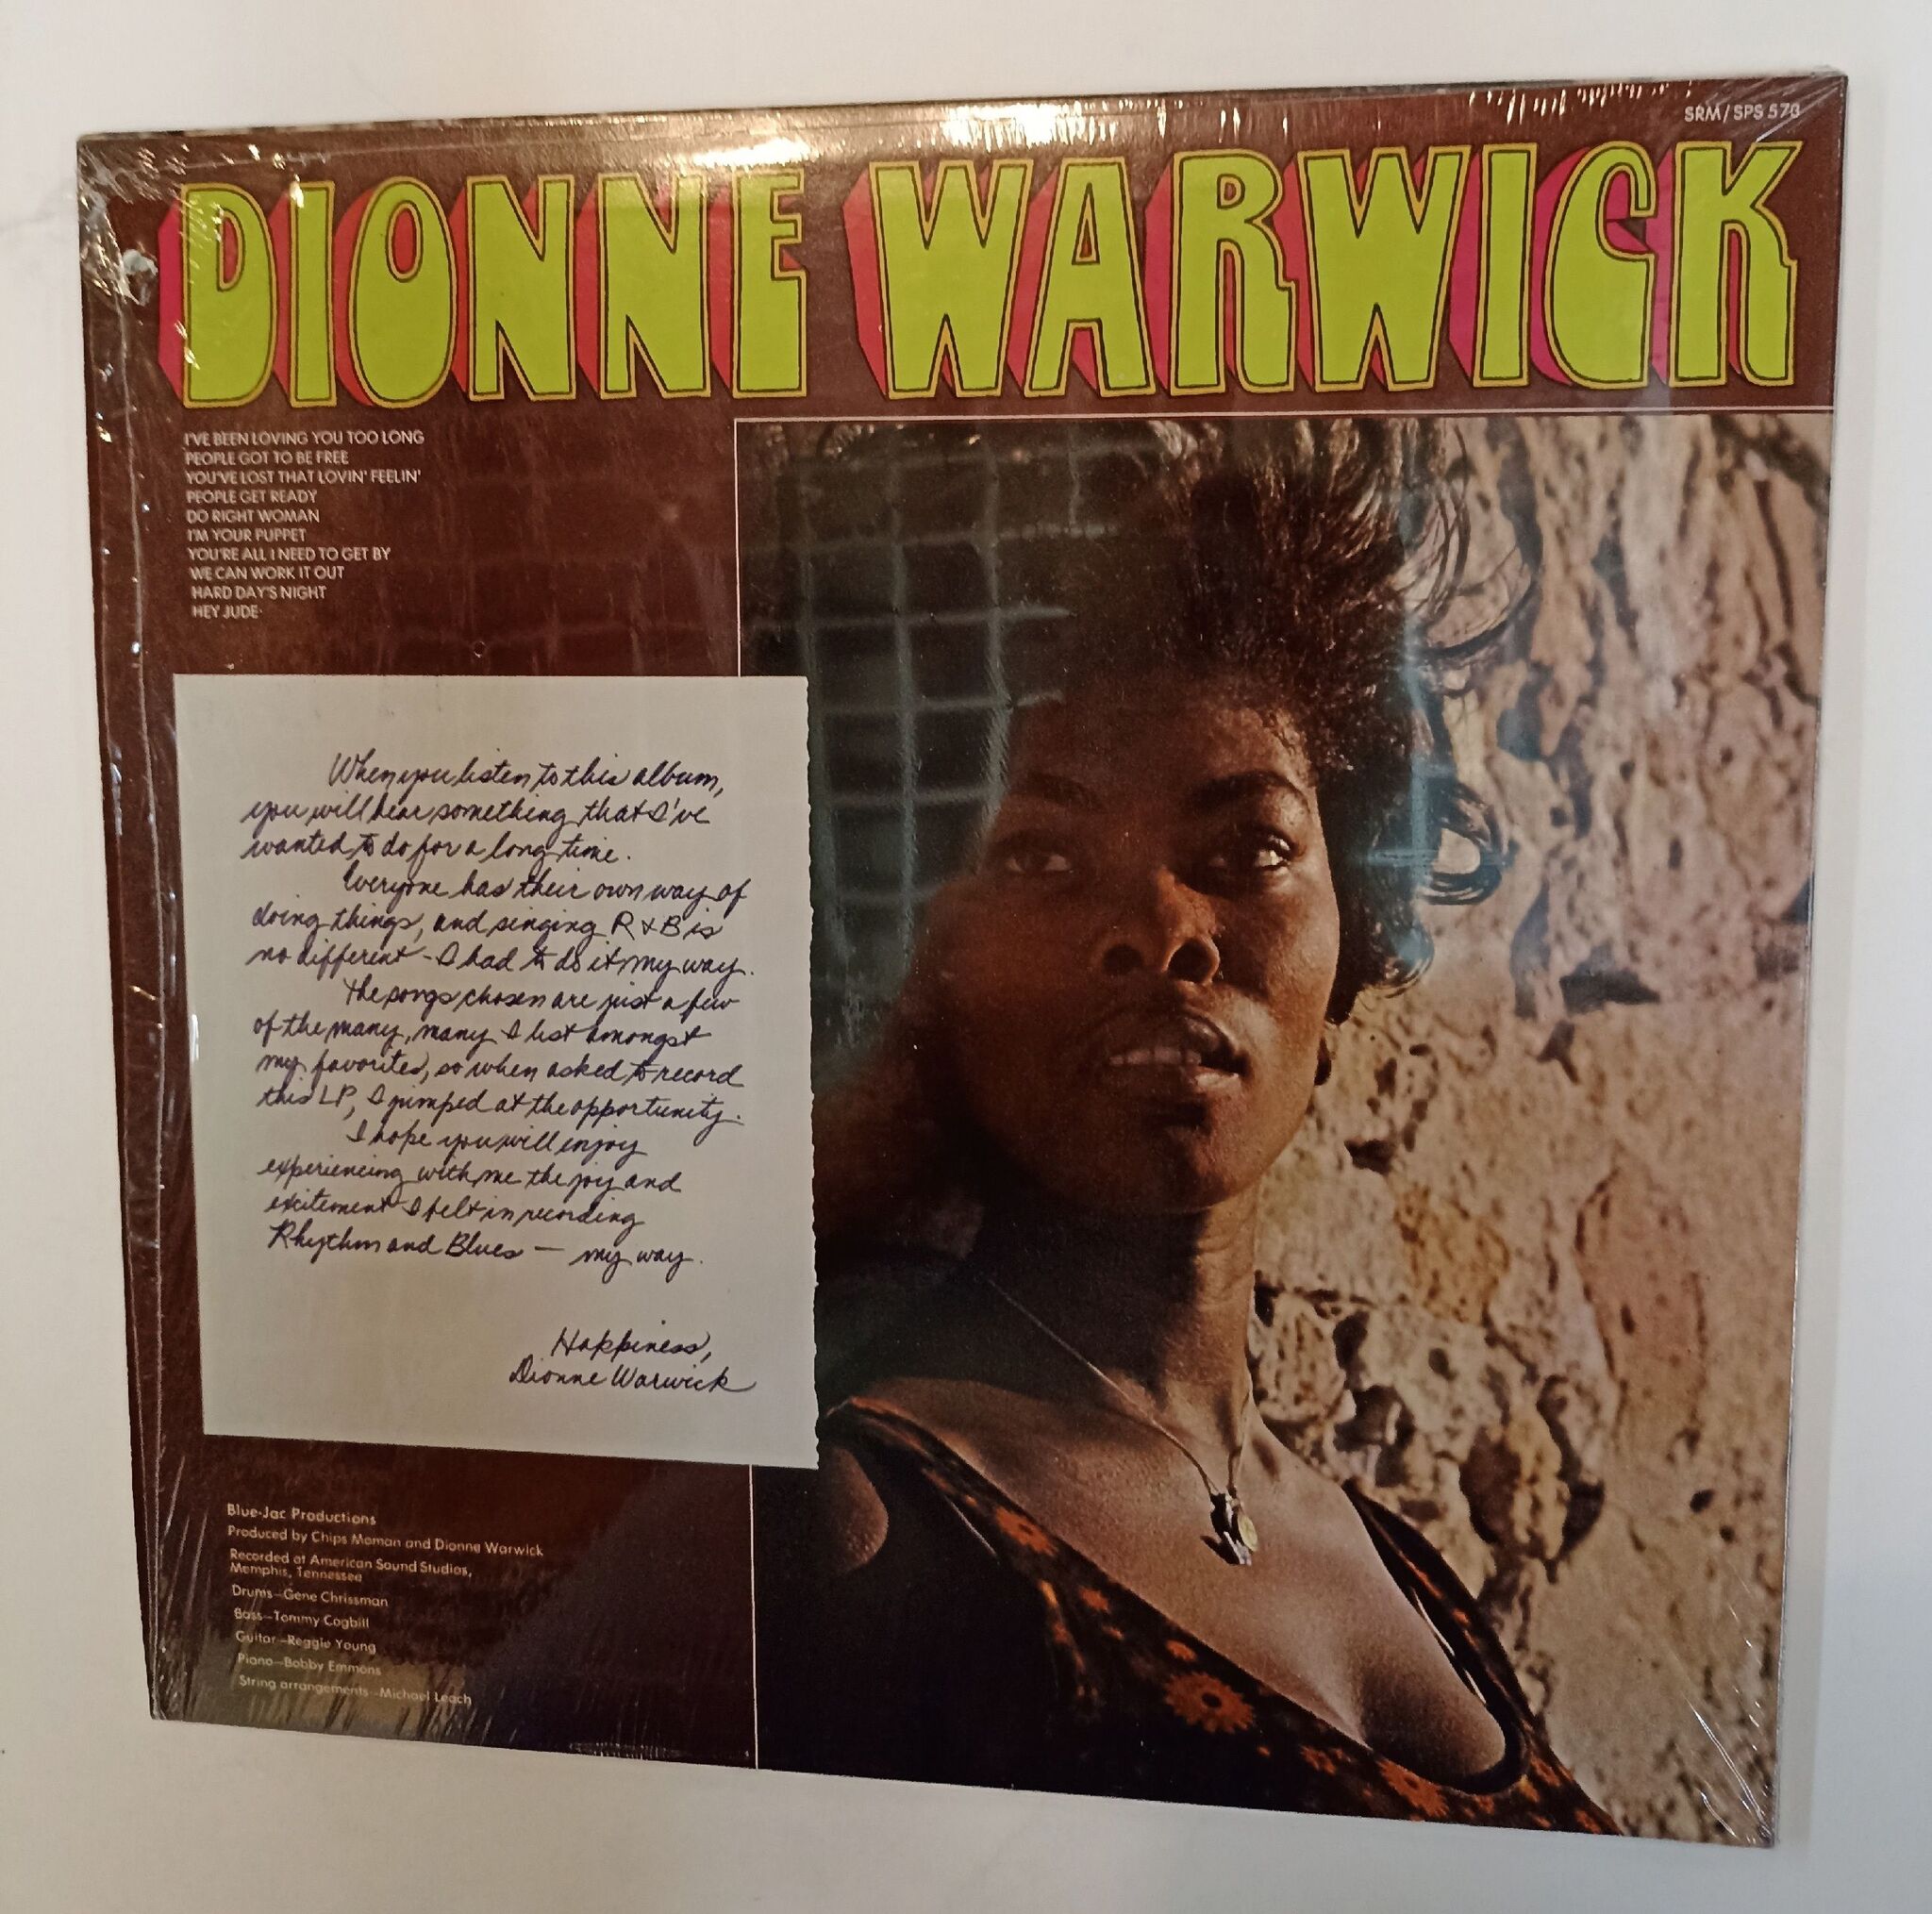 SRM/SPS 573
DIONNE WARWICK
I'VE BEEN LOVING YOU TOO LONG
PEOPLE GOT TO BE FREE
YOU'VE LOST THAT LOVIN' FEELIN'
PEOPLE GET READY
DO RIGHT WOMAN
I'M YOUR PUPPET
YOU'RE ALL I NEED TO GET BY
WE CAN WORK IT OUT
HARD DAY'S NIGHT
HEY JUDE
When you listen to this album,
you will hear something that I've
wanted to do for a long time.
Everyone has their own way of
doing things, and singing R & B is
no different - I had to do it my way.
The songs chosen are just a few
of the many, many I list amongst
my favorites, so when asked to record
this LP, I jumped at the opportunity.
I hope you will enjoy
experiencing with me the joy and
excitement I felt in recording
Rhythm and Blues — my way.
Happiness,
Dionne Warwick
Blue-Jac Productions
Produced by Chips Moman and Dionne Warwick
Recorded at American Sound Studios,
Memphis, Tennessee
Drums—Gene Chrissman
Bass—Tommy Cogbill
Guitar—Reggie Young
Piano—Bobby Emmons
String arrangements—Michael Leach